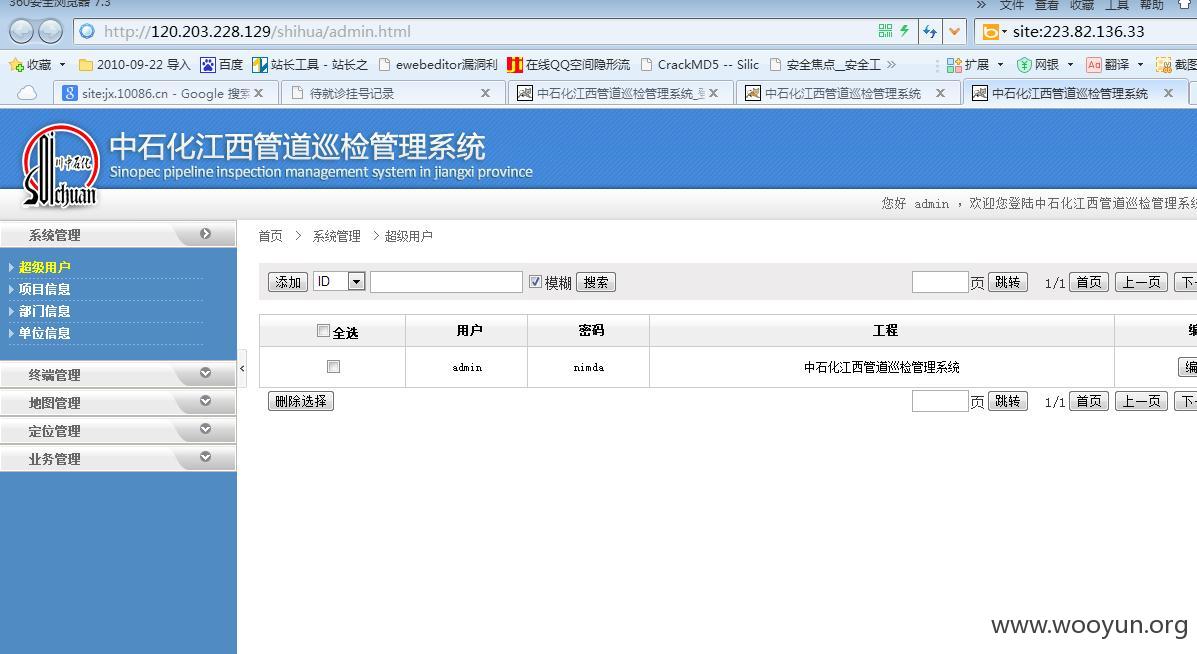 360安全浏览器 7.3
» 文件 查看 收藏 工具 帮助
http://120.203.228.129/shihua/admin.html
site:223.82.136.33
收藏 2010-09-22 导入 百度 站长工具 - 站长之 ewebeditor漏洞利 在线QQ空间隐形流 CrackMD5 -- Silic 安全焦点__安全工 » 扩展 网银 翻译 截图
site:jx.10086.cn - Google 搜索 待就诊挂号记录 中石化江西管道巡检管理系统_ 中石化江西管道巡检管理系统 中石化江西管道巡检管理系统
中石化江西管道巡检管理系统
Sinopec pipeline inspection management system in jiangxi province
川中石化
SUIchuan
您好 admin ，欢迎您登陆中石化江西管道巡检管理系统
系统管理
超级用户
项目信息
部门信息
单位信息
终端管理
地图管理
定位管理
业务管理
首页 > 系统管理 > 超级用户
添加 ID 模糊 搜索 页 跳转 1/1 首页 上一页 下一
全选 用户 密码 工程 编
admin nimda 中石化江西管道巡检管理系统 编
删除选择 页 跳转 1/1 首页 上一页 下一
www.wooyun.org